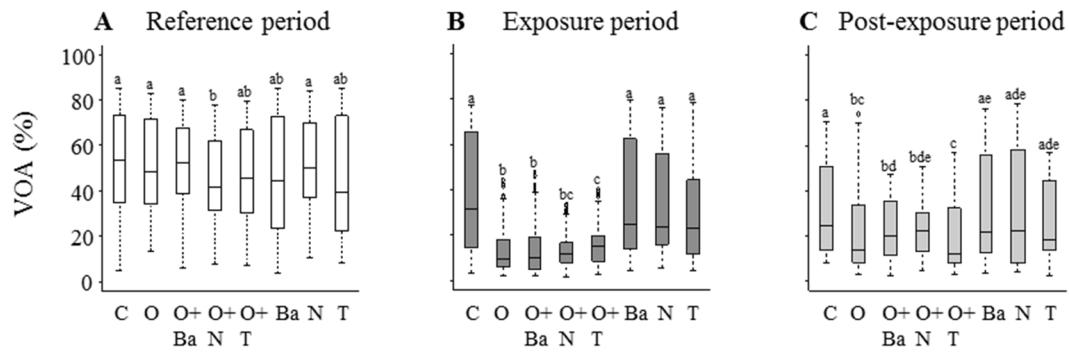 A Reference period B Exposure period C Post-exposure period
VOA (%)
100
80
60
40
20
0
a a a b ab ab a ab
a b b bc c a a a
a bc bd bde c ae ade ade
C O O+ O+ O+ Ba N T C O O+ O+ O+ Ba N T C O O+ O+ O+ Ba N T
Ba N T Ba N T Ba N T